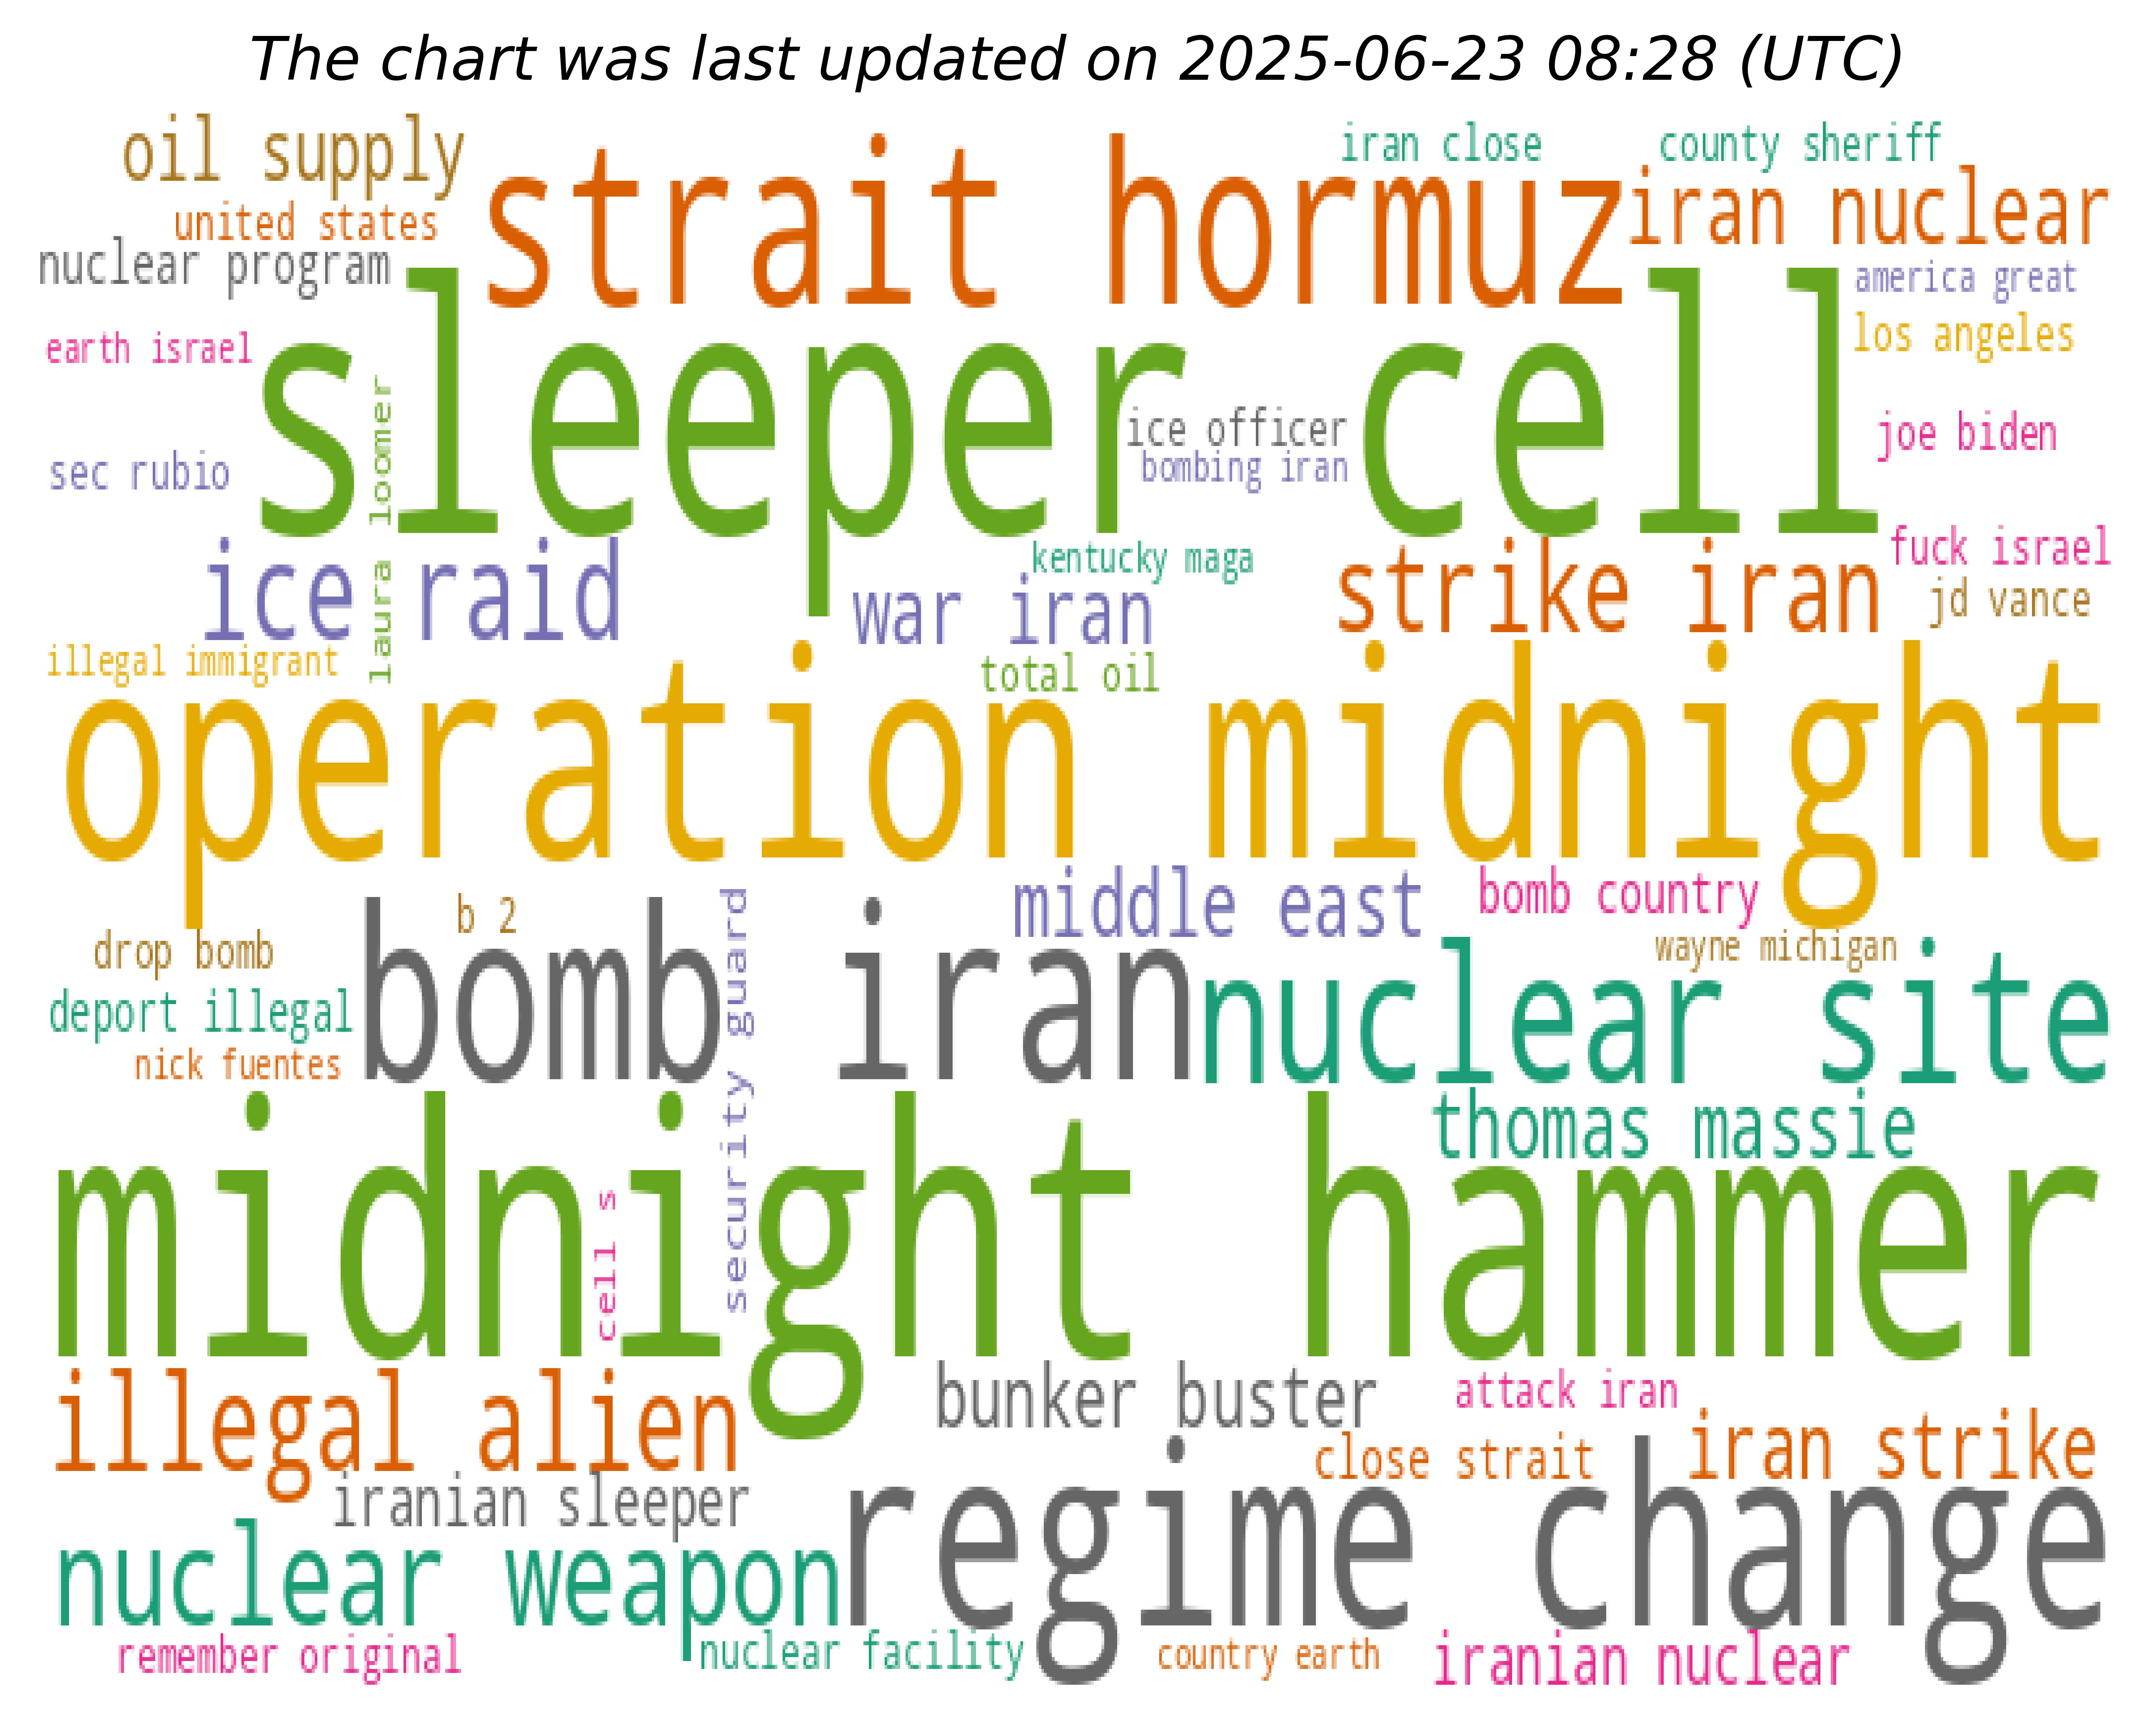 The chart was last updated on 2025-06-23 08:28 (UTC)
oil supply
strait hormuz
iran close
county sheriff
united states
iran nuclear
nuclear program
america great
earth israel
sleeper cell
los angeles
laura loomer
ice officer
joe biden
sec rubio
bombing iran
ice raid
kentucky maga
strike iran
fuck israel
war iran
jd vance
illegal immigrant
total oil
operation midnight
middle east
bomb country
b 2
drop bomb
bomb iran
security guard
wayne michigan
nuclear site
deport illegal
nick fuentes
thomas massie
midnight hammer
cell s
illegal alien
bunker buster
attack iran
close strait
iran strike
iranian sleeper
regime change
nuclear weapon
remember original
nuclear facility
country earth
iranian nuclear